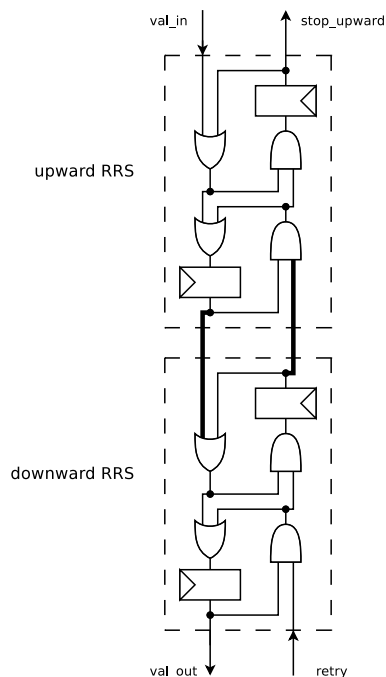 val_in
stop_upward
upward RRS
downward RRS
val_out
retry